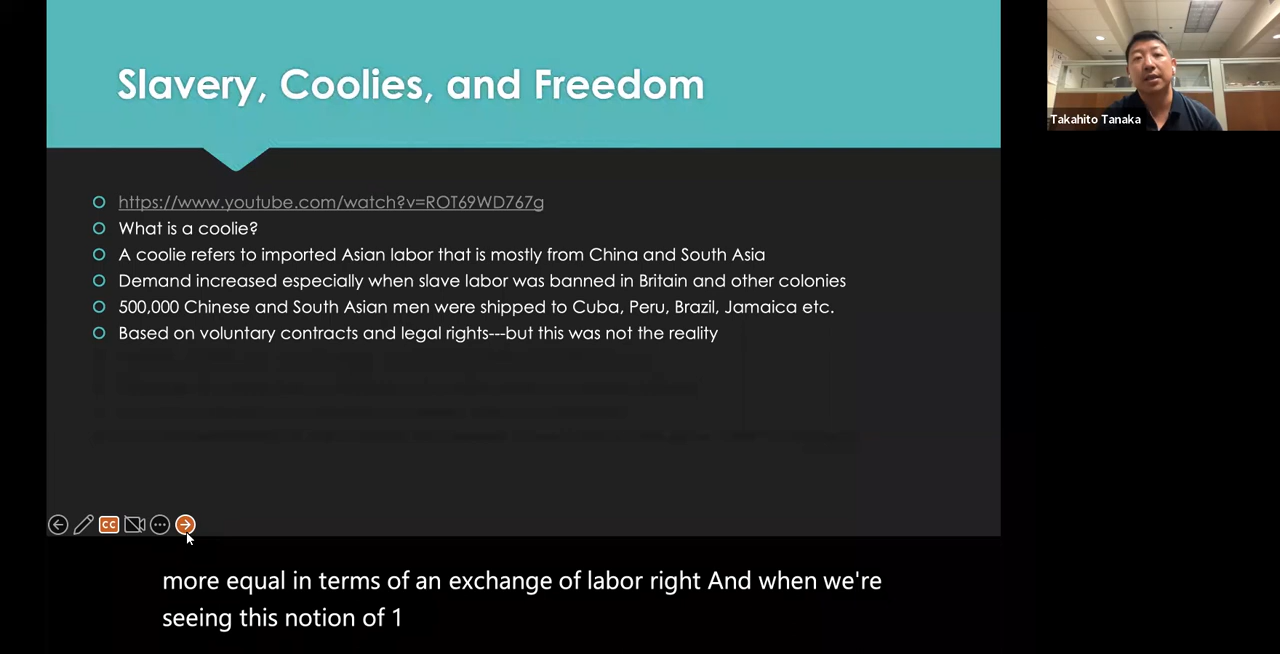 Slavery, Coolies, and Freedom
https://www.youtube.com/watch?v=ROT69WD767g
What is a coolie?
A coolie refers to imported Asian labor that is mostly from China and South Asia
Demand increased especially when slave labor was banned in Britain and other colonies
500,000 Chinese and South Asian men were shipped to Cuba, Peru, Brazil, Jamaica etc.
Based on voluntary contracts and legal rights---but this was not the reality
CC
Takahito Tanaka
more equal in terms of an exchange of labor right And when we're
seeing this notion of 1